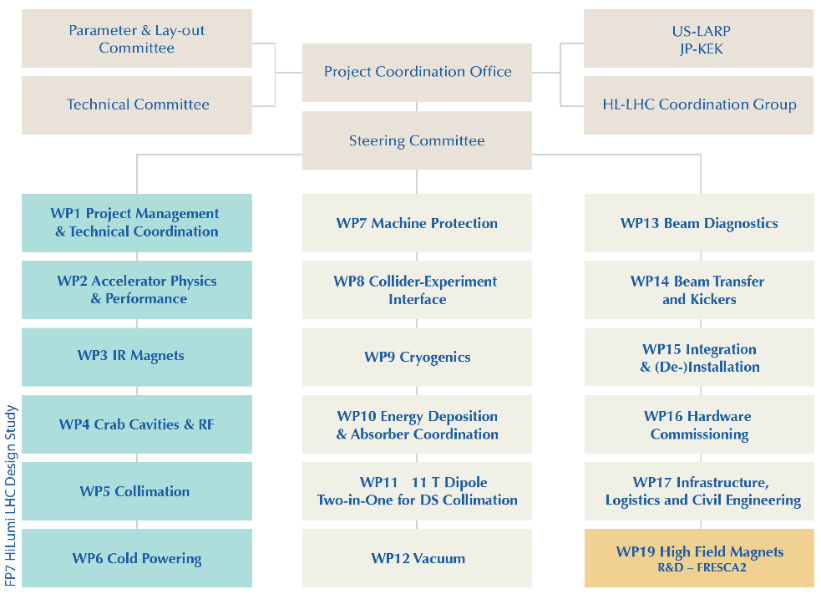 Parameter & Lay-out
Committee
Technical Committee
Project Coordination Office
Steering Committee
US-LARP
JP-KEK
HL-LHC Coordination Group
WP1 Project Management
& Technical Coordination
WP2 Accelerator Physics
& Performance
WP3 IR Magnets
WP4 Crab Cavities & RF
WP5 Collimation
WP6 Cold Powering
FP7 HiLumi LHC Design Study
WP7 Machine Protection
WP8 Collider-Experiment
Interface
WP9 Cryogenics
WP10 Energy Deposition
& Absorber Coordination
WP11 11 T Dipole
Two-in-One for DS Collimation
WP12 Vacuum
WP13 Beam Diagnostics
WP14 Beam Transfer
and Kickers
WP15 Integration
& (De-)Installation
WP16 Hardware
Commissioning
WP17 Infrastructure,
Logistics and Civil Engineering
WP19 High Field Magnets
R&D – FRESCA2